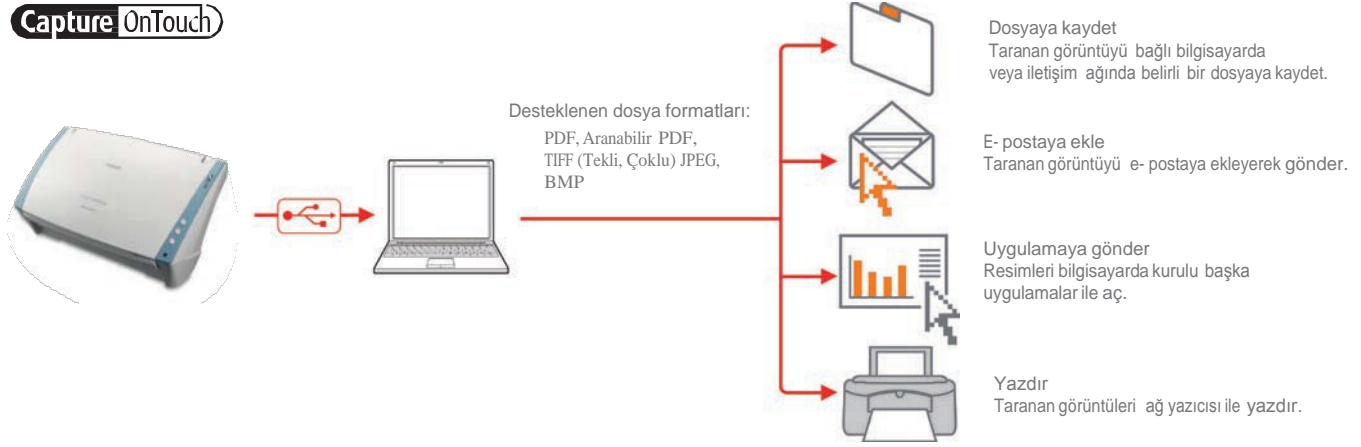 Capture OnTouch
Desteklenen dosya formatları:
PDF, Aranabilir PDF,
TIFF (Tekli, Çoklu) JPEG,
BMP
Dosyaya kaydet
Taranan görüntüyü bağlı bilgisayarda
veya iletişim ağında belirli bir dosyaya kaydet.
E- postaya ekle
Taranan görüntüyü e- postaya ekleyerek gönder.
Uygulamaya gönder
Resimleri bilgisayarda kurulu başka
uygulamalar ile aç.
Yazdır
Taranan görüntüleri ağ yazıcısı ile yazdır.